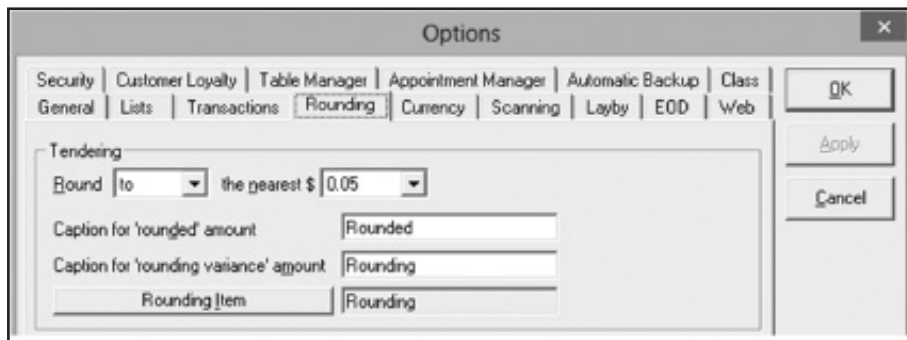 Options
Security Customer Loyalty Table Manager Appointment Manager Automatic Backup Class
General Lists Transactions Rounding Currency Scanning Layby EOD Web
OK
Apply
Cancel
Tendering
Round to the nearest $ 0.05
Caption for 'rounded' amount Rounded
Caption for 'rounding variance' amount Rounding
Rounding Item Rounding